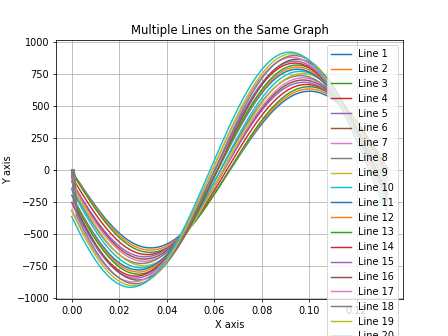 Multiple Lines on the Same Graph
1000
750
500
250
0
−250
−500
−750
−1000
Y axis
0.00
0.02
0.04
0.06
0.08
0.10
X axis
Line 1
Line 2
Line 3
Line 4
Line 5
Line 6
Line 7
Line 8
Line 9
Line 10
Line 11
Line 12
Line 13
Line 14
Line 15
Line 16
Line 17
Line 18
Line 19
Line 20